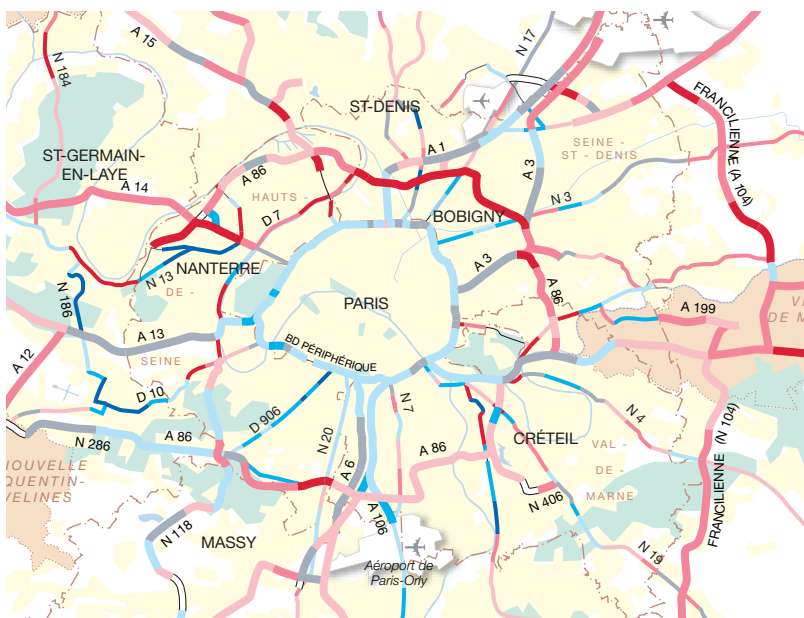 A 15
N 17
N 184
ST-DENIS
FRANCILIENNE (A 104)
SEINE -
ST - DENIS
ST-GERMAIN-
EN-LAYE
A 1
A 86
A 3
A 14
HAUTS -
D 7
N 3
BOBIGNY
NANTERRE
N 13
A 3
DE -
N 186
PARIS
A 86
A 199
A 13
SEINE
BD PÉRIPHÉRIQUE
A 12
D 10
N 7
D 906
N 4
N 20
A 86
N 286
A 86
CRÉTEIL
VAL -
DE -
MARNE
FRANCILIENNE (N 104)
A 6
N 406
A 106
N 118
MASSY
N 19
Aéroport de
Paris-Orly